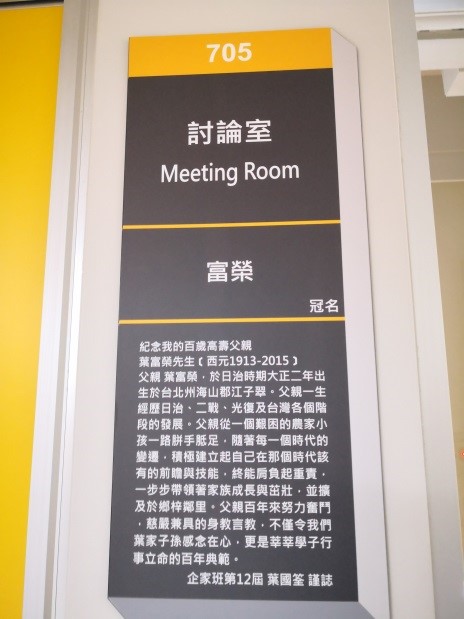 705
討論室
Meeting Room
富榮
冠名
紀念我的百歲高壽父親
葉富榮先生﹝西元1913-2015﹞
父親 葉富榮，於日治時期大正二年出
生於台北州海山郡江子翠。父親一生
經歷日治、二戰、光復及台灣各個階
段的發展。父親從一個艱困的農家小
孩一路胼手胝足，隨著每一個時代的
變遷，積極建立起自己在那個時代該
有的前瞻與技能，終能肩負起重責，
一步步帶領著家族成長與茁壯，並擴
及於鄉梓鄰里。父親百年來努力奮鬥
，慈嚴兼具的身教言教，不僅令我們
葉家子孫感念在心，更是莘莘學子行
事立命的百年典範。
企家班第12屆 葉國筌 謹誌